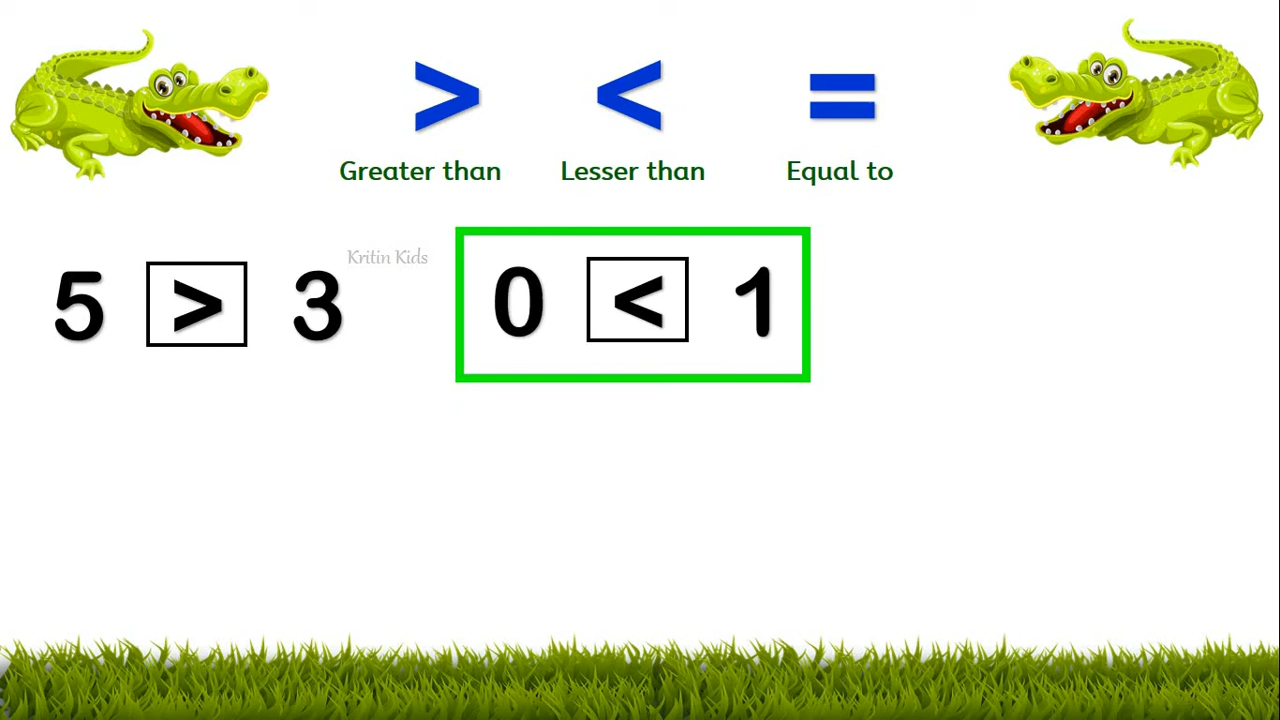 > < =
Greater than Lesser than Equal to
Kritin Kids
5 > 3 0 < 1